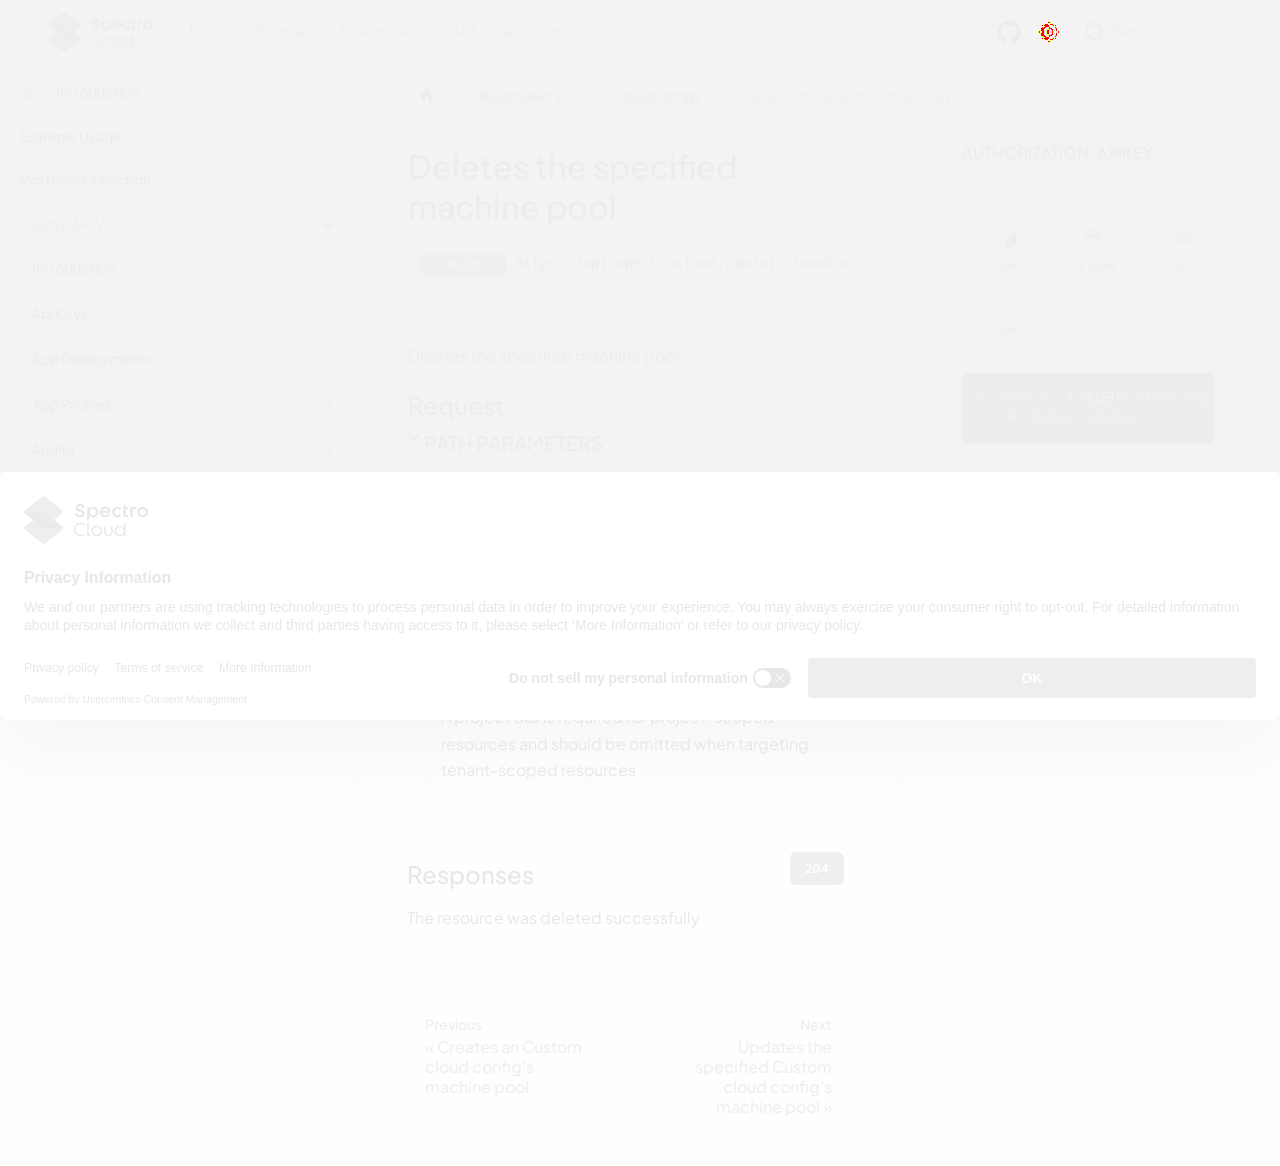 Spectro
Cloud
Docs Tutorials Downloads API latest Search
Introduction
Palette API V1 Cloudconfigs Deletes the specified machine pool
Example Usage
Postman Collection
Palette API V1
Introduction
Api Keys
App Deployments
App Profiles
Audits
Deletes the specified
machine pool
https://api.spectrocloud.com/v1/cloudcon
Deletes the specified machine pool
Request
PATH PARAMETERS
AUTHORIZATION: APIKEY
CURL PYTHON GO
CURL
DELETE
Spectro
Cloud
Privacy Information
We and our partners are using tracking technologies to process personal data in order to improve your experience. You may always exercise your consumer right to opt-out. For detailed information
about personal information we collect and third parties having access to it, please select ‘More Information’ or refer to our privacy policy.
Privacy policy Terms of service More Information
Do not sell my personal information
OK
Powered by Usercentrics Consent Management
A project uid is required for project-scoped
resources and should be omitted when targeting
tenant-scoped resources
Responses
204
The resource was deleted successfully
Previous
« Creates an Custom
cloud config's
machine pool
Next
Updates the
specified Custom
cloud config's
machine pool »